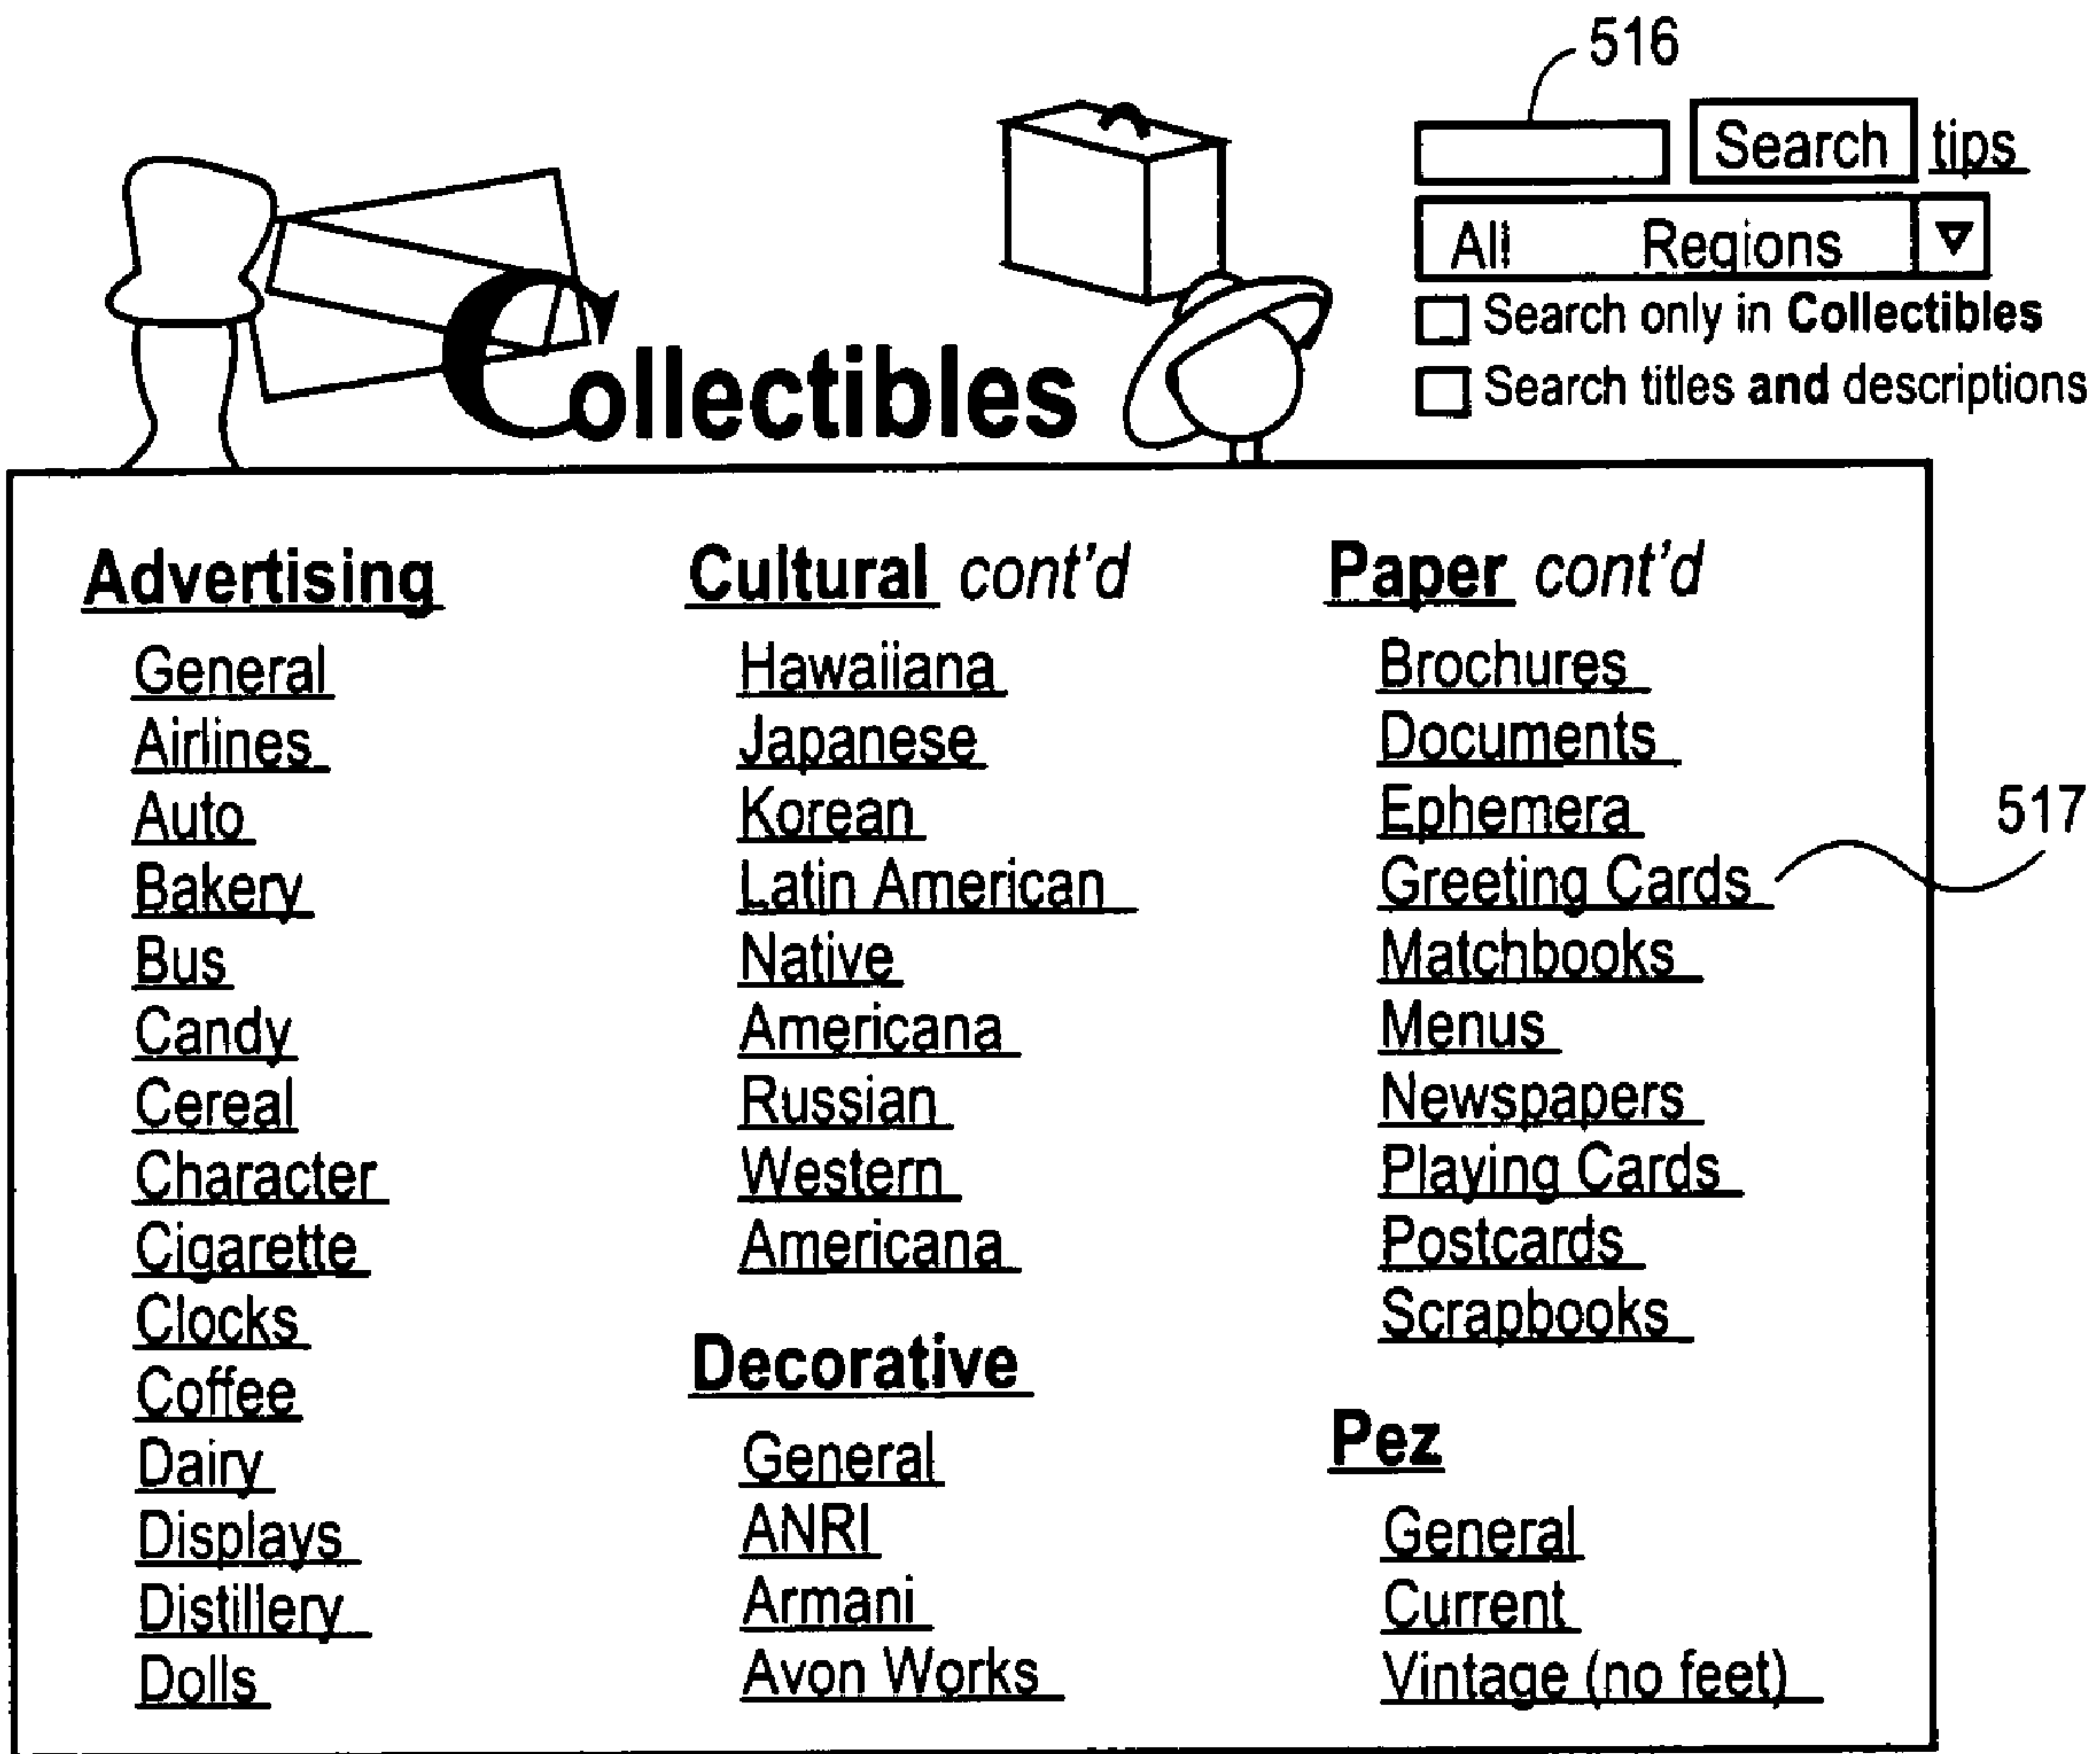 516
Search tips
All Regions
Search only in Collectibles
Search titles and descriptions
Collectibles
Advertising
General
Airlines
Auto
Bakery
Bus
Candy
Cereal
Character
Cigarette
Clocks
Coffee
Dairy
Displays
Distillery
Dolls
Cultural cont'd
Hawaiiana
Japanese
Korean
Latin American
Native
Americana
Russian
Western
Americana
Decorative
General
ANRI
Armani
Avon Works
Paper cont'd
Brochures
Documents
Ephemera
Greeting Cards
517
Matchbooks
Menus
Newspapers
Playing Cards
Postcards
Scrapbooks
Pez
General
Current
Vintage (no feet)